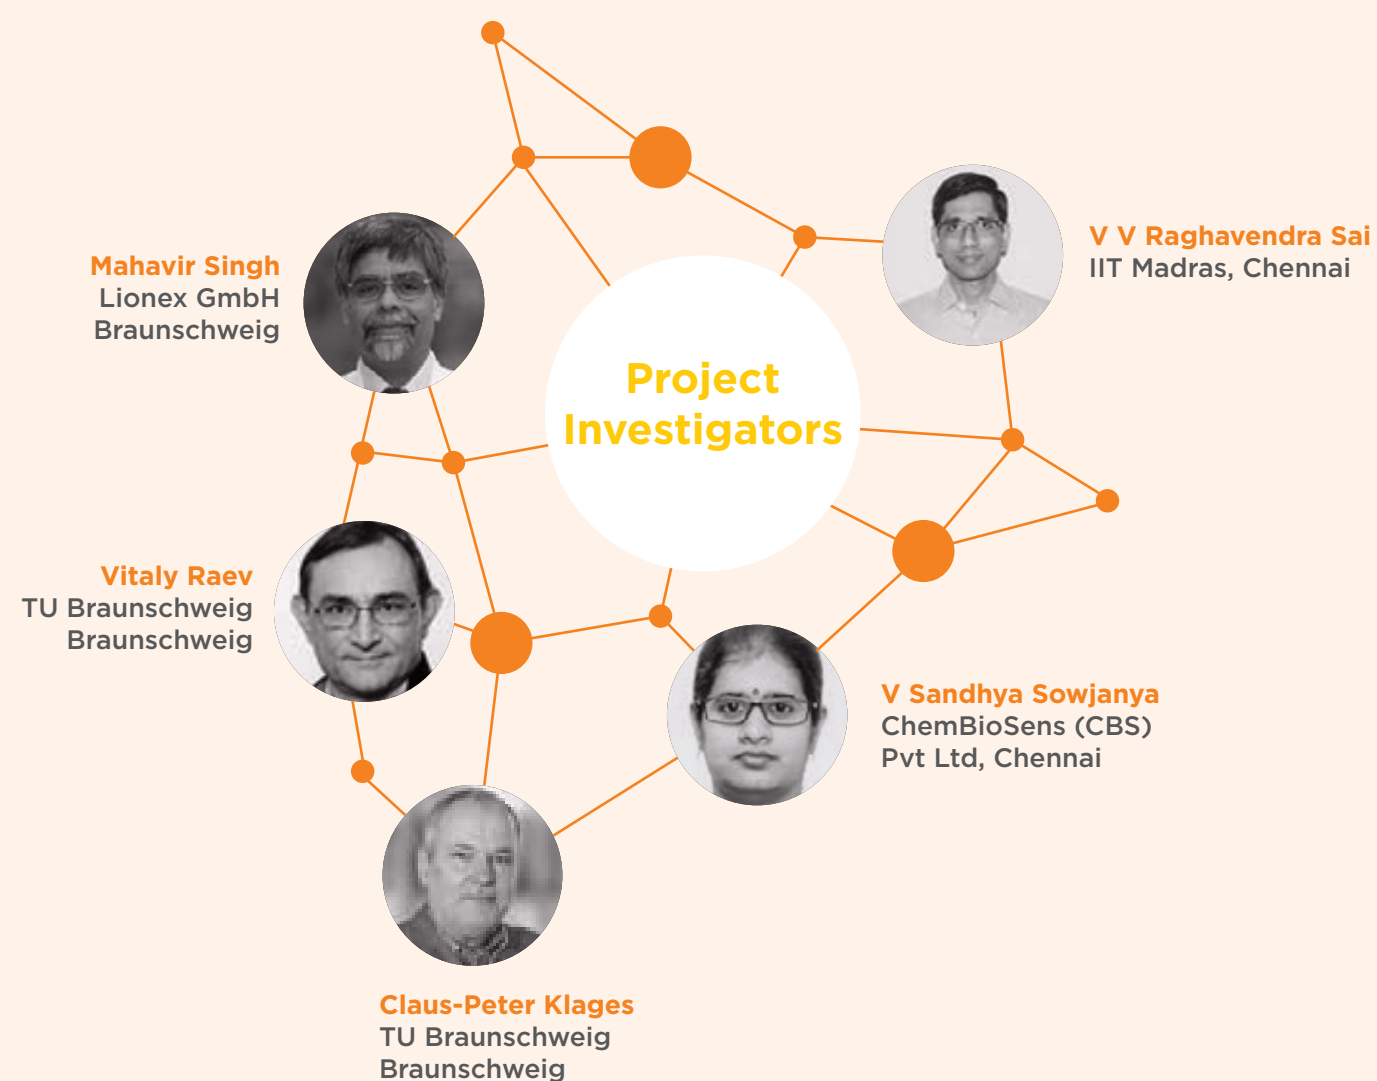 V V Raghavendra Sai
IIT Madras, Chennai
Mahavir Singh
Lionex GmbH
Braunschweig
Project
Investigators
Vitaly Raev
TU Braunschweig
Braunschweig
V Sandhya Sowjanya
ChemBioSens (CBS)
Pvt Ltd, Chennai
Claus-Peter Klages
TU Braunschweig
Braunschweig